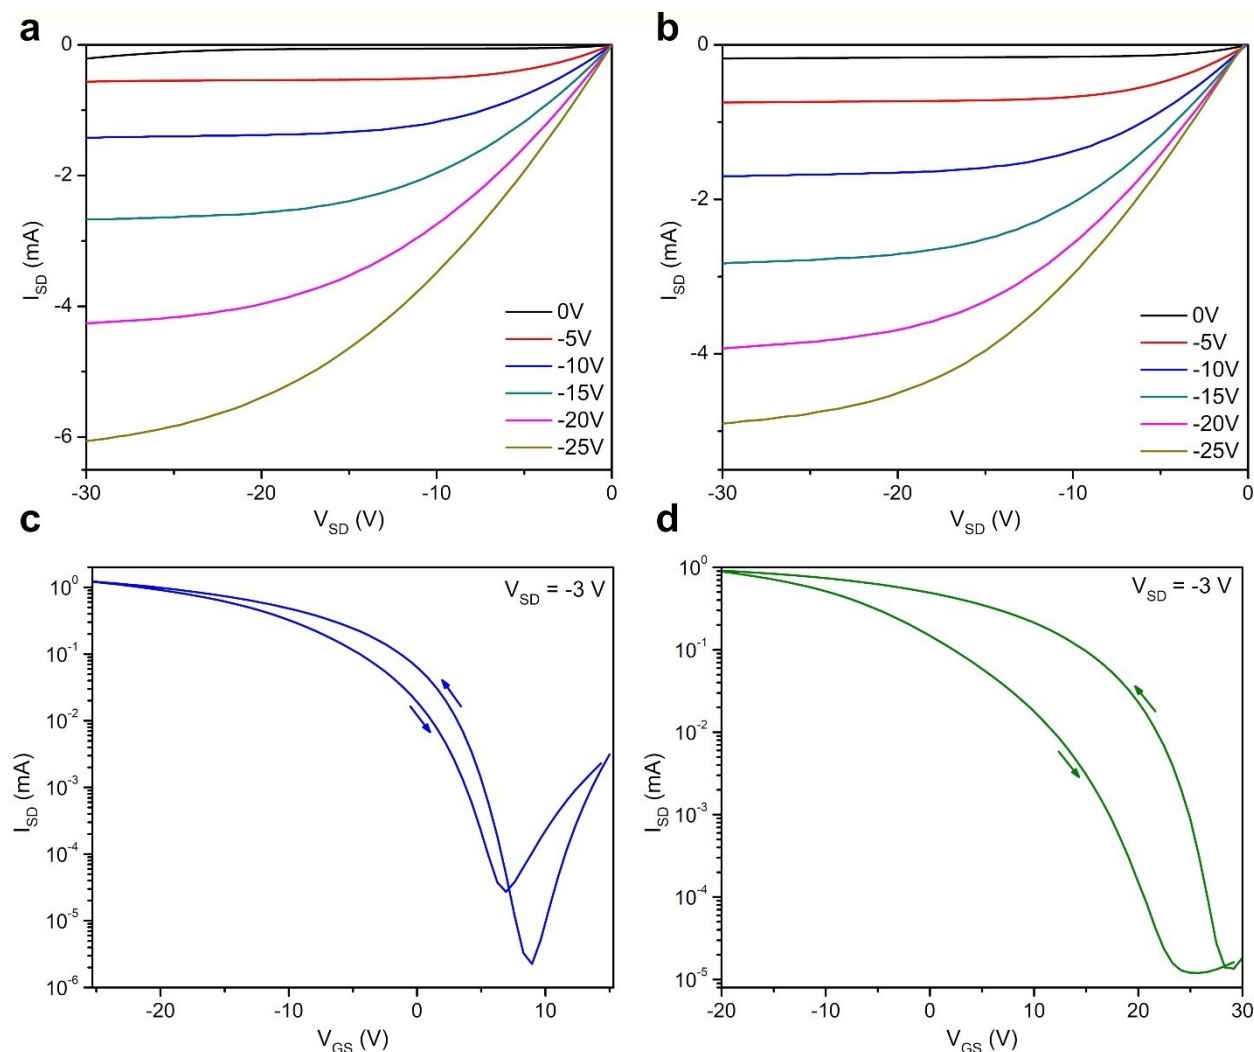 a
0
-2
-4
-6
I_SD (mA)
0V
-5V
-10V
-15V
-20V
-25V
-30 -20 -10 0
V_SD (V)
b
0
-2
-4
I_SD (mA)
0V
-5V
-10V
-15V
-20V
-25V
-30 -20 -10 0
V_SD (V)
c
V_SD = -3 V
10^0
10^-1
10^-2
10^-3
10^-4
10^-5
10^-6
I_SD (mA)
-20 -10 0 10
V_GS (V)
d
V_SD = -3 V
10^0
10^-1
10^-2
10^-3
10^-4
10^-5
I_SD (mA)
-20 -10 0 10 20 30
V_GS (V)